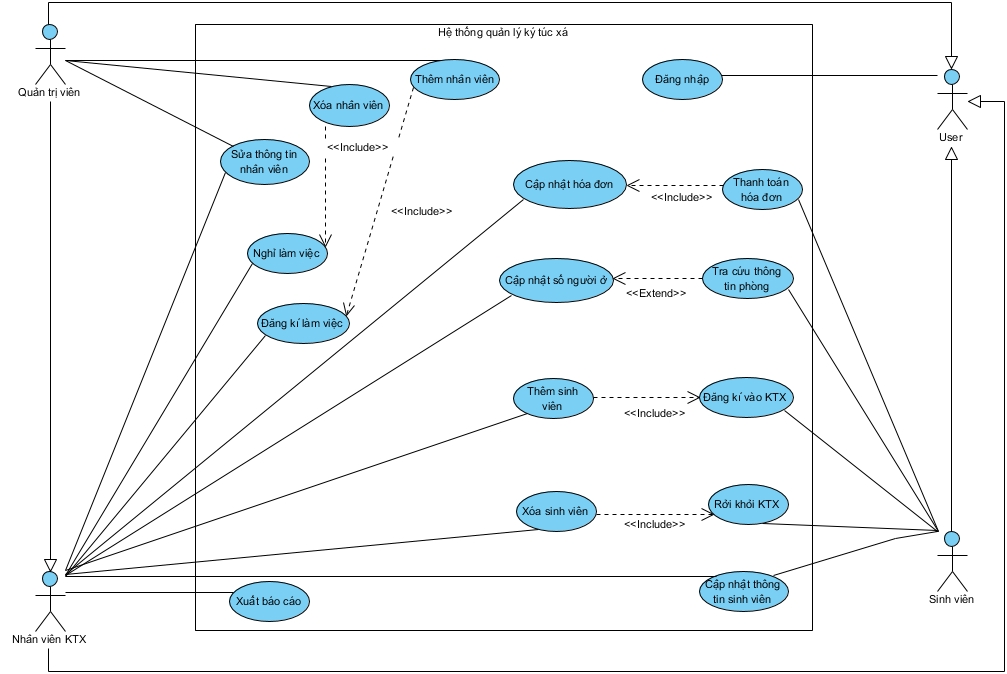 Hệ thống quản lý ký túc xá
Quản trị viên
Thêm nhân viên
Đăng nhập
Xóa nhân viên
User
<<Include>>
Sửa thông tin
nhân viên
Cập nhật hóa đơn
Thanh toán
hóa đơn
<<Include>>
<<Include>>
Nghỉ làm việc
Cập nhật số người ở
Tra cứu thông
tin phòng
<<Extend>>
Đăng kí làm việc
Thêm sinh
viên
Đăng kí vào KTX
<<Include>>
Xóa sinh viên
Rời khỏi KTX
<<Include>>
Cập nhật thông
tin sinh viên
Sinh viên
Xuất báo cáo
Nhân viên KTX